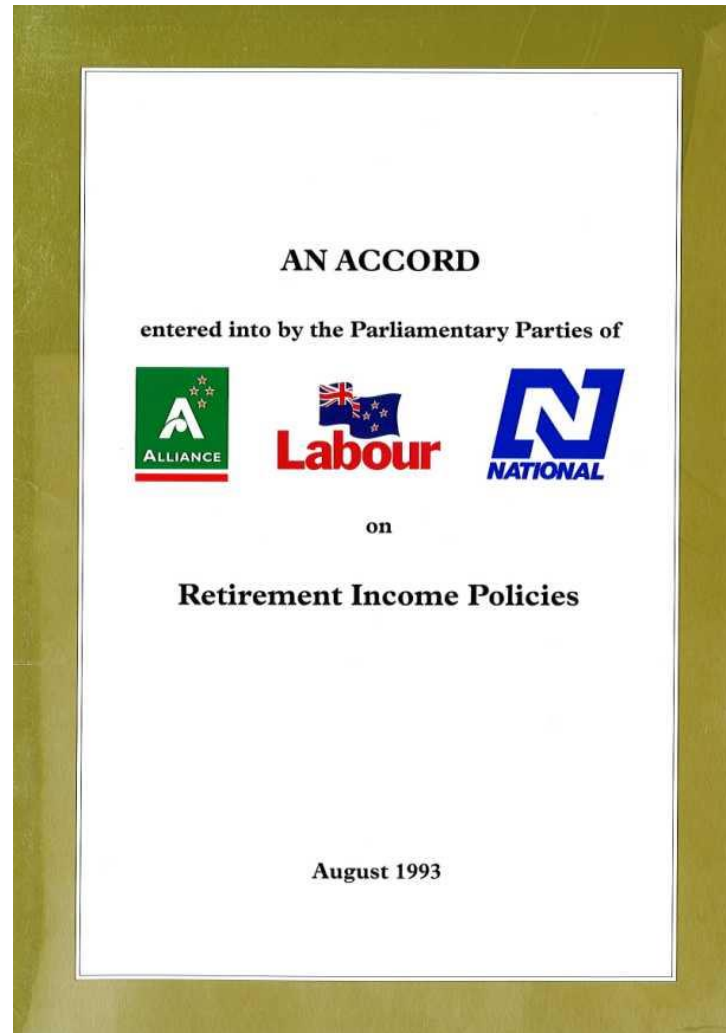 AN ACCORD
entered into by the Parliamentary Parties of
A
ALLIANCE
Labour
N
NATIONAL
on
Retirement Income Policies
August 1993